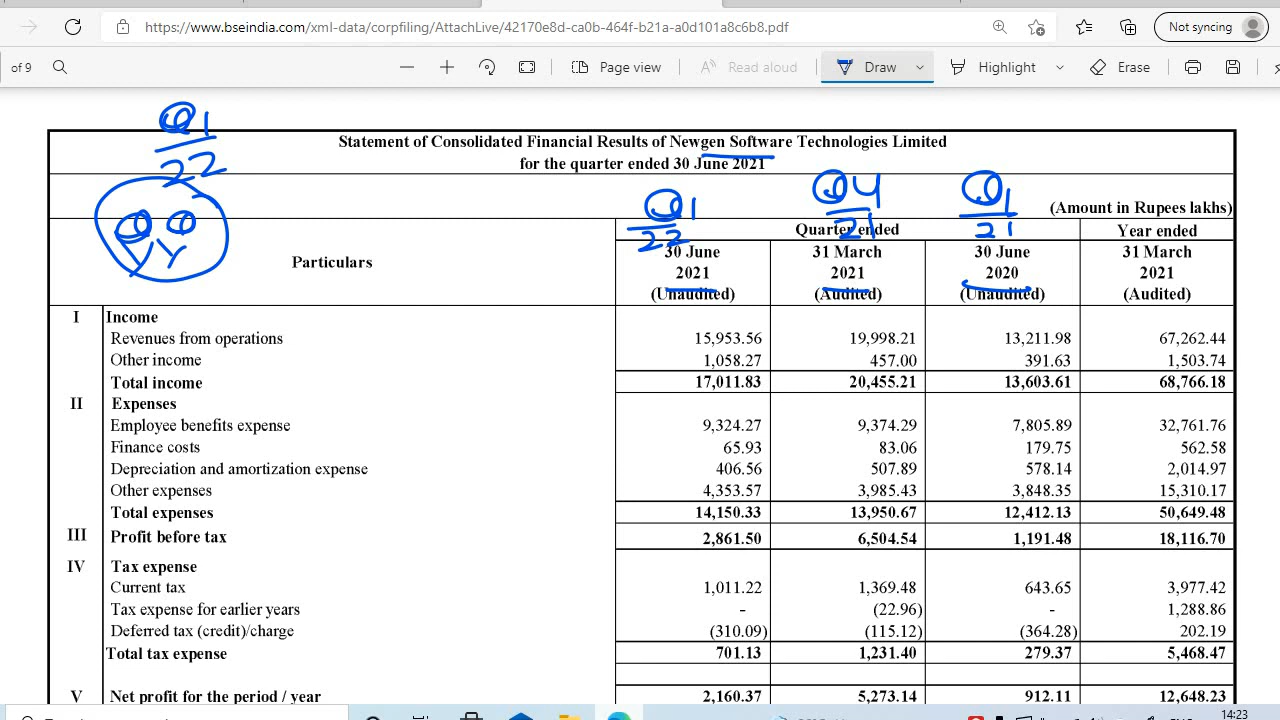 https://www.bseindia.com/xml-data/corpfiling/AttachLive/42170e8d-ca0b-464f-b21a-a0d101a8c6b8.pdf Not syncing
of 9 Page view Read aloud Draw Highlight Erase
Q1
22
Statement of Consolidated Financial Results of Newgen Software Technologies Limited
for the quarter ended 30 June 2021
Q1 Q4 Q1
22 21 21
(Amount in Rupees lakhs)
QQ
YY
Particulars
Quarter ended Year ended
30 June 31 March 30 June 31 March
2021 2021 2020 2021
(Unaudited) (Audited) (Unaudited) (Audited)
I Income
Revenues from operations 15,953.56 19,998.21 13,211.98 67,262.44
Other income 1,058.27 457.00 391.63 1,503.74
Total income 17,011.83 20,455.21 13,603.61 68,766.18
II Expenses
Employee benefits expense 9,324.27 9,374.29 7,805.89 32,761.76
Finance costs 65.93 83.06 179.75 562.58
Depreciation and amortization expense 406.56 507.89 578.14 2,014.97
Other expenses 4,353.57 3,985.43 3,848.35 15,310.17
Total expenses 14,150.33 13,950.67 12,412.13 50,649.48
III Profit before tax 2,861.50 6,504.54 1,191.48 18,116.70
IV Tax expense
Current tax 1,011.22 1,369.48 643.65 3,977.42
Tax expense for earlier years - (22.96) - 1,288.86
Deferred tax (credit)/charge (310.09) (115.12) (364.28) 202.19
Total tax expense 701.13 1,231.40 279.37 5,468.47
V Net profit for the period / year 2,160.37 5,273.14 912.11 12,648.23
14:23